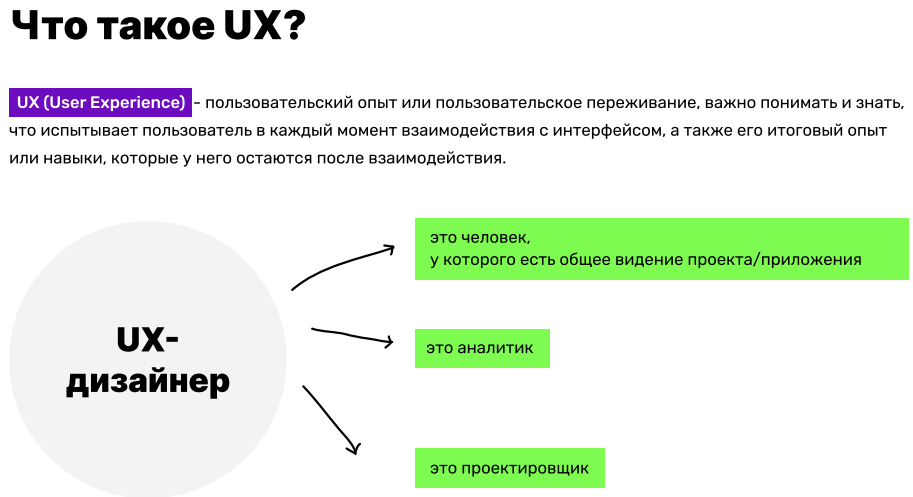 Что такое UX?
UX (User Experience) - пользовательский опыт или пользовательское переживание, важно понимать и знать,
что испытывает пользователь в каждый момент взаимодействия с интерфейсом, а также его итоговый опыт
или навыки, которые у него остаются после взаимодействия.
UX-
дизайнер
это человек,
у которого есть общее видение проекта/приложения
это аналитик
это проектировщик